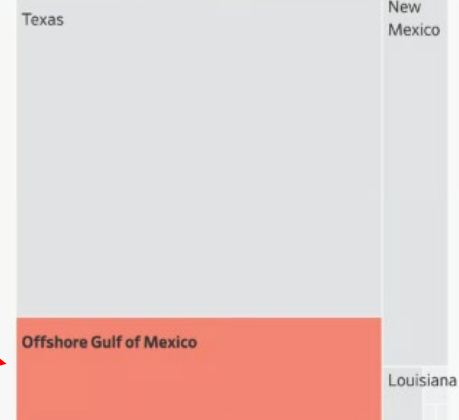 Texas
New
Mexico
Offshore Gulf of Mexico
Louisiana